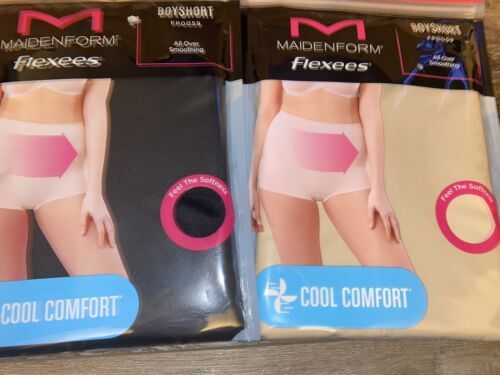 MAIDENFORM®
flexees®
BOYSHORT
FP0059
All Over
Smoothing
Feel The Softness
COOL COMFORT®
MAIDENFORM®
flexees®
BOYSHORT
FP0059
All Over
Smoothing
Feel The Softness
COOL COMFORT®